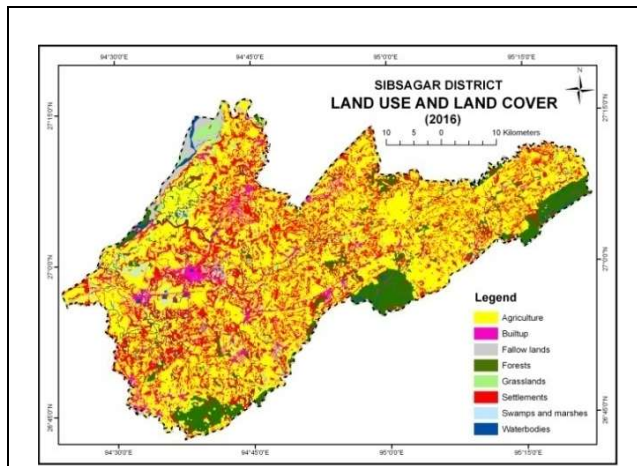 94°30'0"E 94°45'0"E 95°0'0"E 95°15'0"E
N
SIBSAGAR DISTRICT
LAND USE AND LAND COVER
(2016)
10 5 0 10 Kilometers
27°15'0"N 27°15'0"N
27°0'0"N 27°0'0"N
Legend
Agriculture
Builtup
Fallow lands
Forests
Grasslands
Settlements
Swamps and marshes
Waterbodies
26°45'0"N 26°45'0"N
94°30'0"E 94°45'0"E 95°0'0"E 95°15'0"E